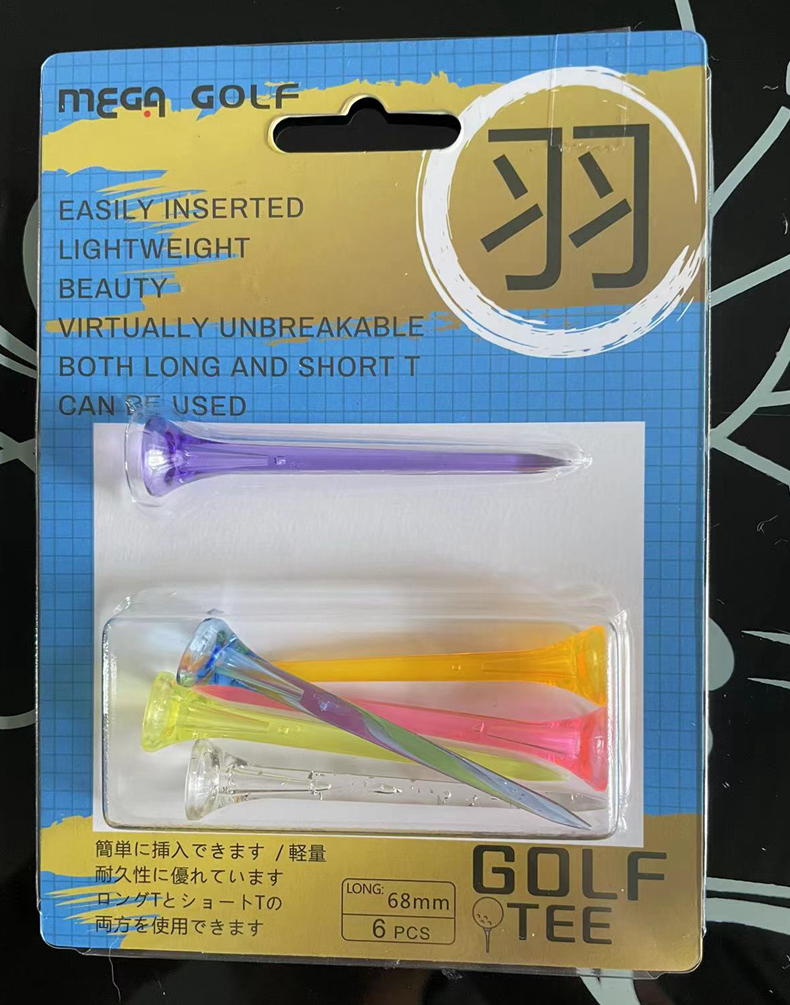 MEGA GOLF
羽
EASILY INSERTED
LIGHTWEIGHT
BEAUTY
VIRTUALLY UNBREAKABLE
BOTH LONG AND SHORT T
CAN BE USED
簡単に挿入できます / 軽量
耐久性に優れています
ロングTとショートTの
両方を使用できます
LONG: 68mm
6 PCS
GOLF
TEE